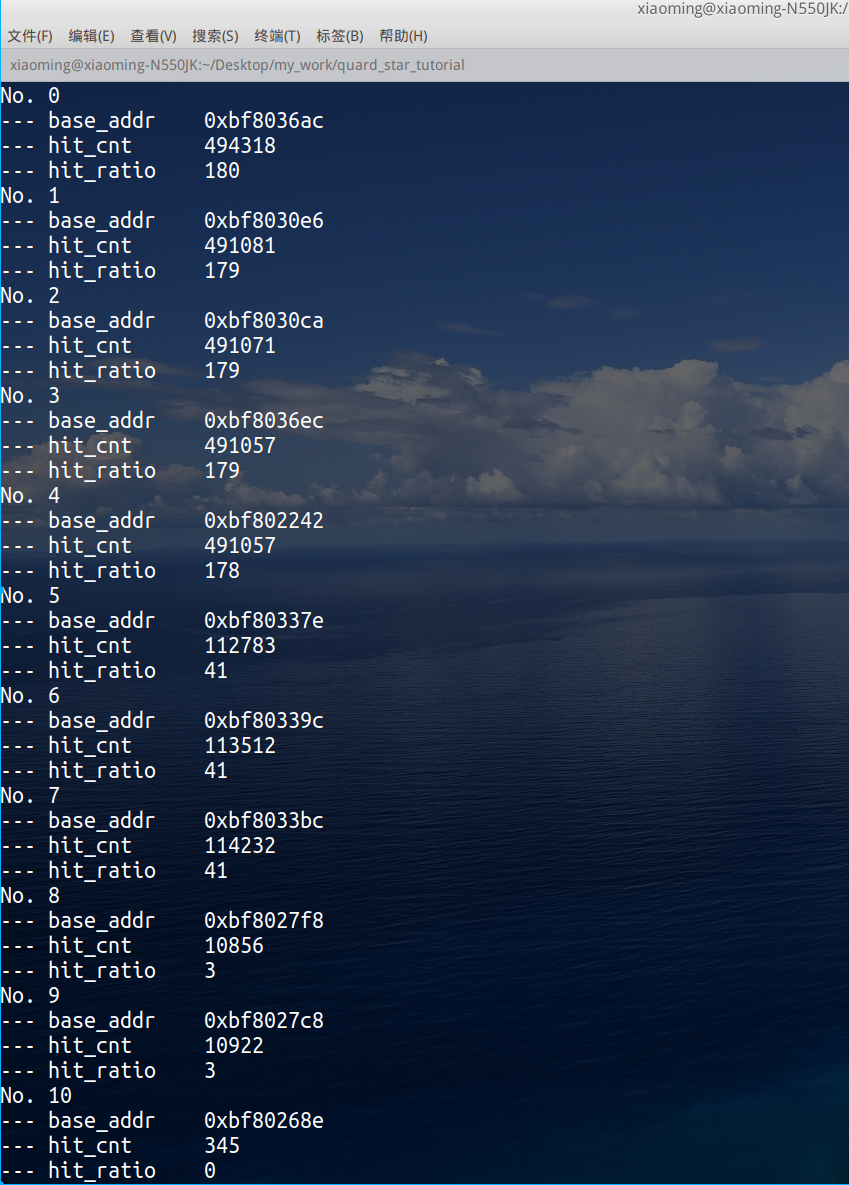 xiaoming@xiaoming-N550JK:/
文件(F) 编辑(E) 查看(V) 搜索(S) 终端(T) 标签(B) 帮助(H)
xiaoming@xiaoming-N550JK:~/Desktop/my_work/quard_star_tutorial
No. 0
--- base_addr 0xbf8036ac
--- hit_cnt 494318
--- hit_ratio 180
No. 1
--- base_addr 0xbf8030e6
--- hit_cnt 491081
--- hit_ratio 179
No. 2
--- base_addr 0xbf8030ca
--- hit_cnt 491071
--- hit_ratio 179
No. 3
--- base_addr 0xbf8036ec
--- hit_cnt 491057
--- hit_ratio 179
No. 4
--- base_addr 0xbf802242
--- hit_cnt 491057
--- hit_ratio 178
No. 5
--- base_addr 0xbf80337e
--- hit_cnt 112783
--- hit_ratio 41
No. 6
--- base_addr 0xbf80339c
--- hit_cnt 113512
--- hit_ratio 41
No. 7
--- base_addr 0xbf8033bc
--- hit_cnt 114232
--- hit_ratio 41
No. 8
--- base_addr 0xbf8027f8
--- hit_cnt 10856
--- hit_ratio 3
No. 9
--- base_addr 0xbf8027c8
--- hit_cnt 10922
--- hit_ratio 3
No. 10
--- base_addr 0xbf80268e
--- hit_cnt 345
--- hit_ratio 0